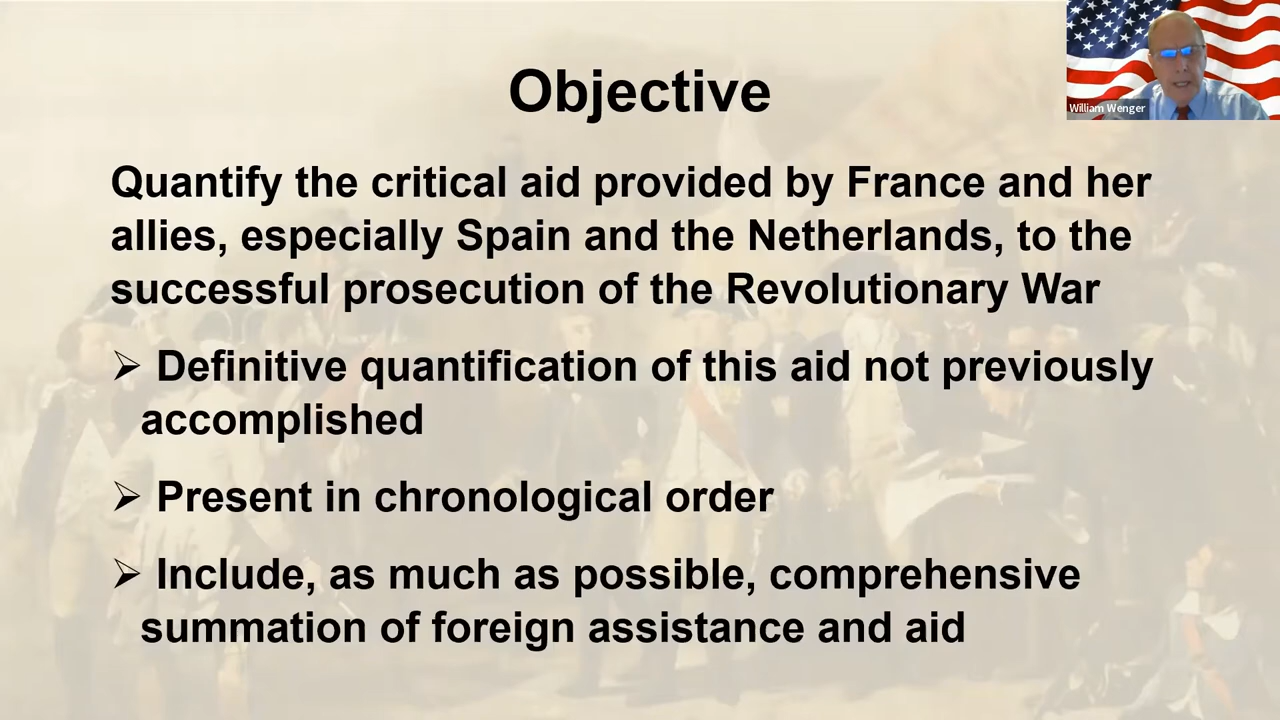 Objective
William Wenger
Quantify the critical aid provided by France and her
allies, especially Spain and the Netherlands, to the
successful prosecution of the Revolutionary War
➢ Definitive quantification of this aid not previously
accomplished
➢ Present in chronological order
➢ Include, as much as possible, comprehensive
summation of foreign assistance and aid